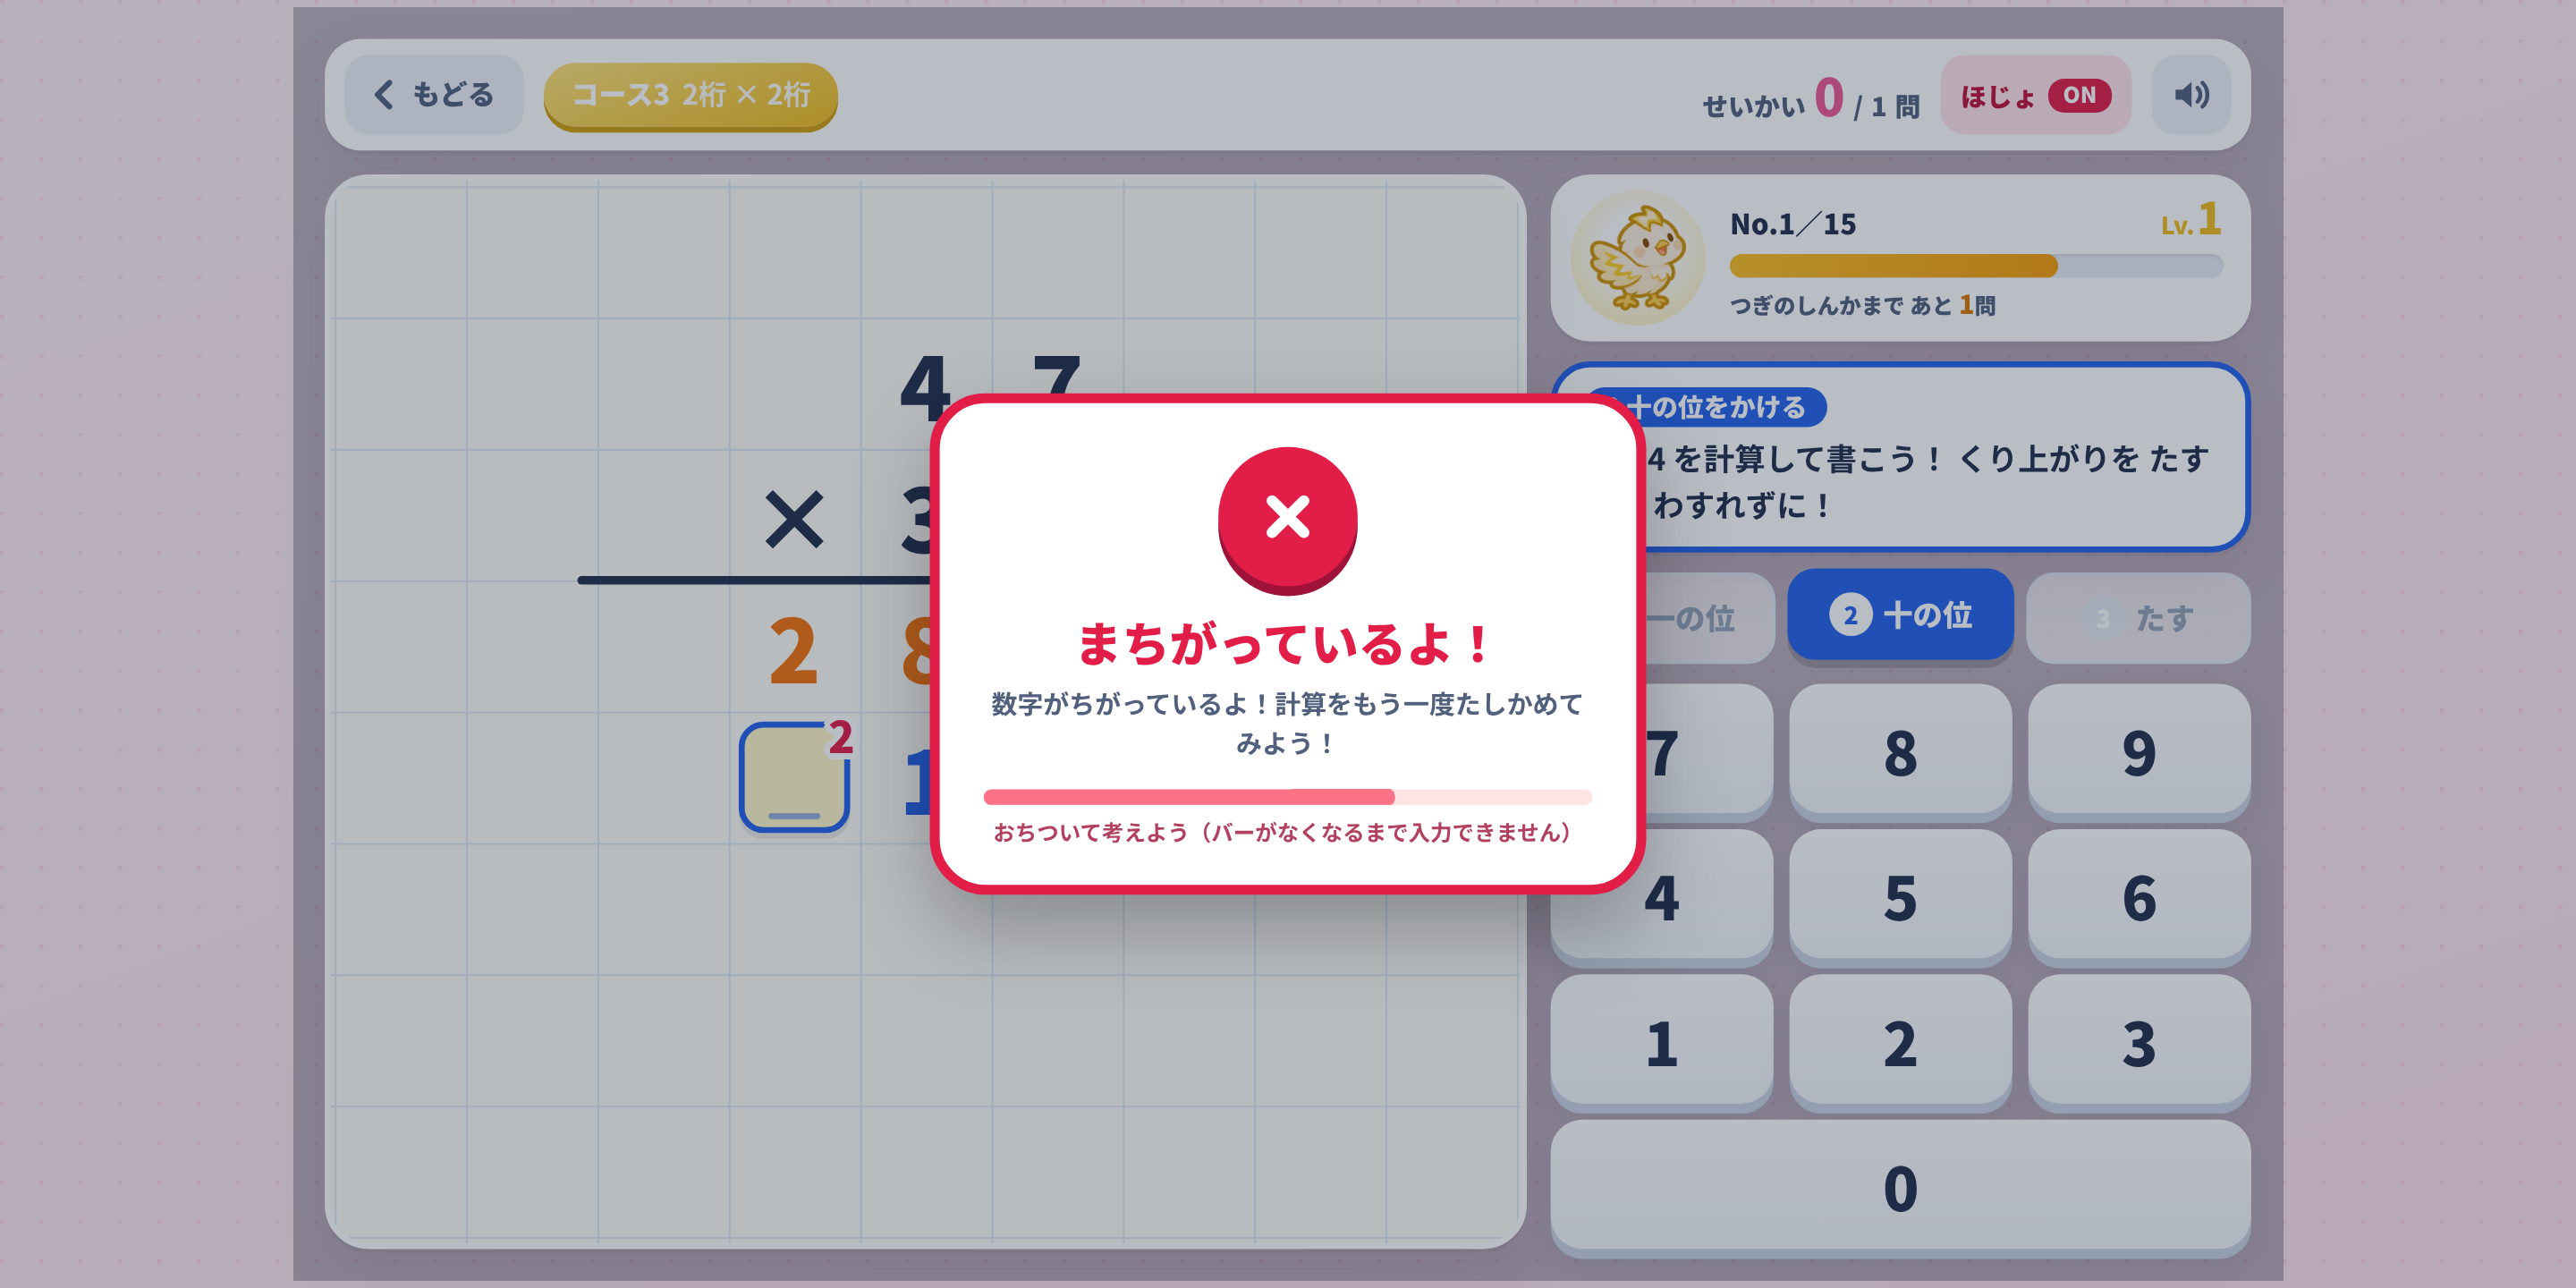 もどる
コース3 2桁 × 2桁
せいかい 0 / 1 問
ほじょ ON
4 7
× 3
2 8
2
1
No.1／15
Lv.1
つぎのしんかまで あと 1問
十の位をかける
4 を計算して書こう！ くり上がりを たす
わすれずに！
一の位
2 十の位
3 たす
まちがっているよ！
数字がちがっているよ！計算をもう一度たしかめて
みよう！
おちついて考えよう（バーがなくなるまで入力できません）
7 8 9
4 5 6
1 2 3
0